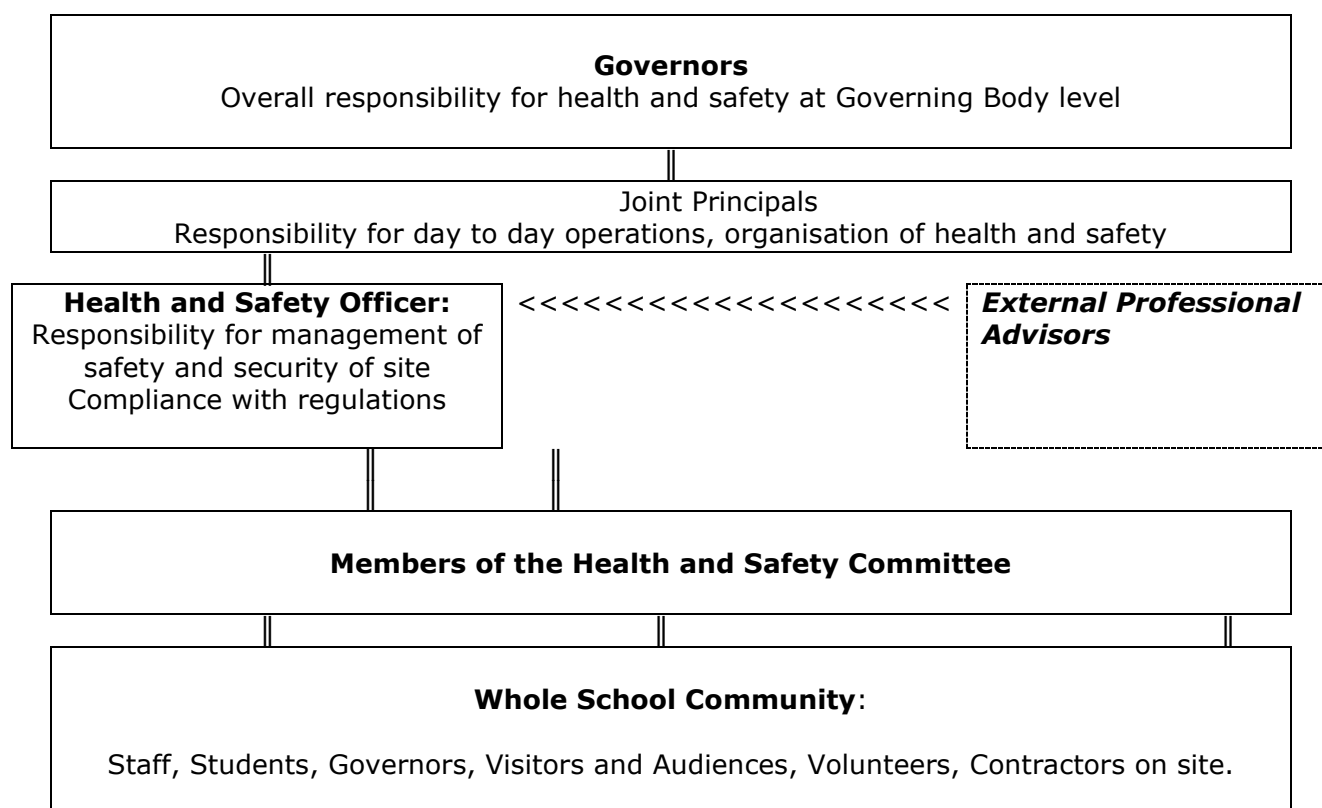 Governors
Overall responsibility for health and safety at Governing Body level
Joint Principals
Responsibility for day to day operations, organisation of health and safety
Health and Safety Officer:
Responsibility for management of
safety and security of site
Compliance with regulations
<<<<<<<<<<<<<<<<<<<<
External Professional
Advisors
Members of the Health and Safety Committee
Whole School Community:
Staff, Students, Governors, Visitors and Audiences, Volunteers, Contractors on site.